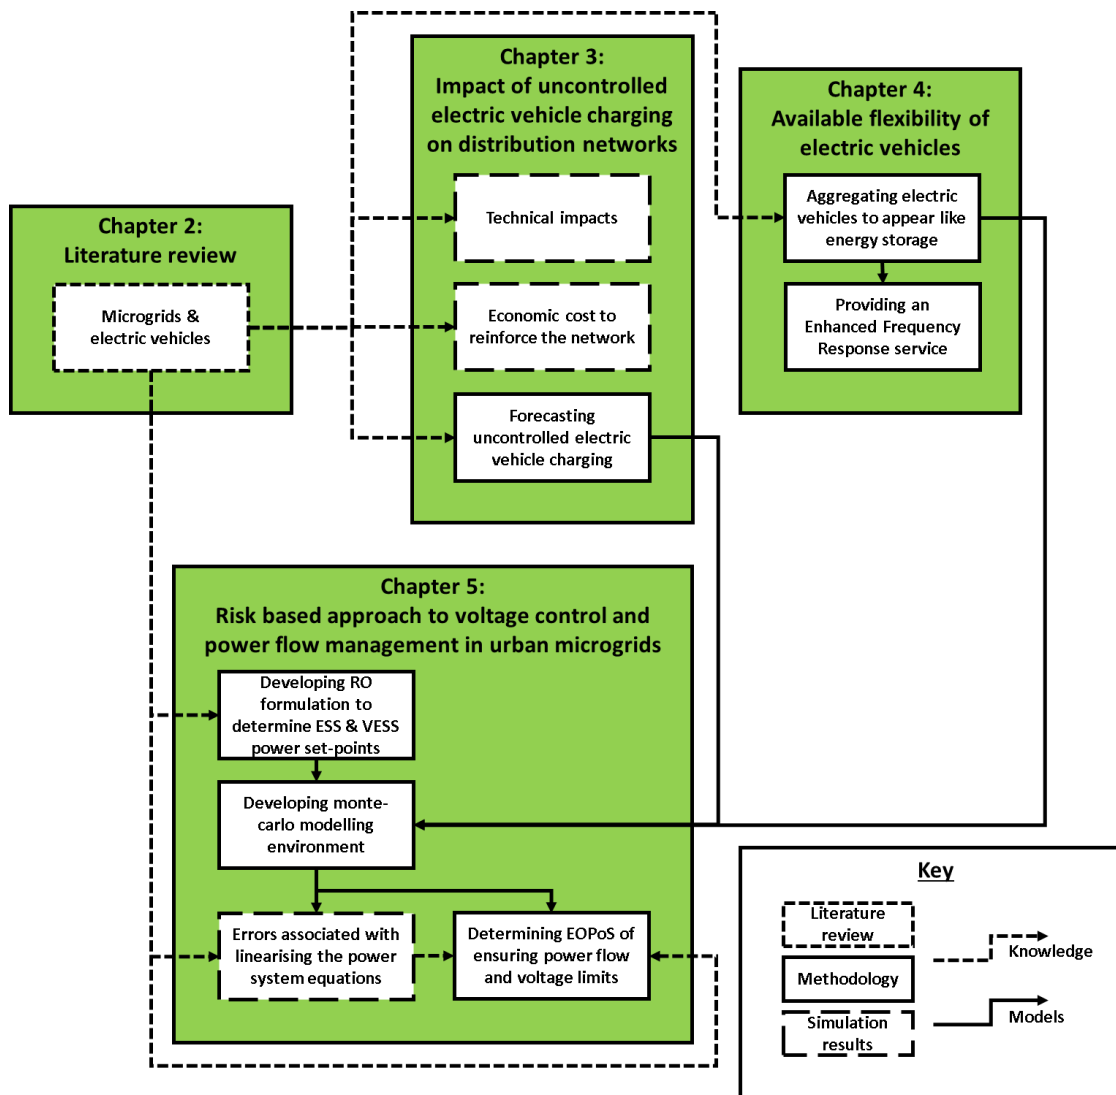 Chapter 2:
Literature review
Microgrids &
electric vehicles
Chapter 3:
Impact of uncontrolled
electric vehicle charging
on distribution networks
Technical impacts
Economic cost to
reinforce the network
Forecasting
uncontrolled electric
vehicle charging
Chapter 4:
Available flexibility of
electric vehicles
Aggregating electric
vehicles to appear like
energy storage
Providing an
Enhanced Frequency
Response service
Chapter 5:
Risk based approach to voltage control and
power flow management in urban microgrids
Developing RO
formulation to
determine ESS & VESS
power set-points
Developing monte-
carlo modelling
environment
Errors associated with
linearising the power
system equations
Determining EOPoS of
ensuring power flow
and voltage limits
Key
Literature
review
Methodology
Simulation
results
Knowledge
Models